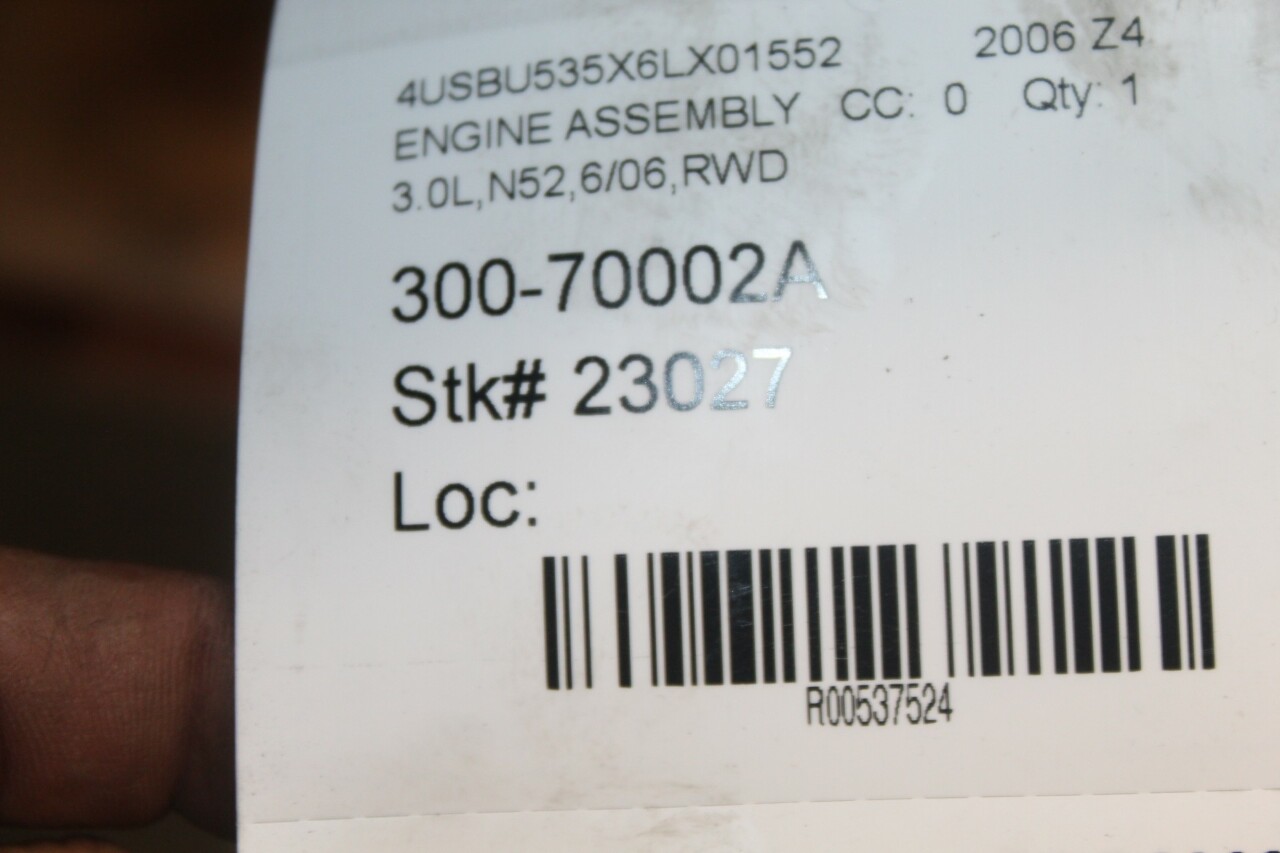 4USBU535X6LX01552 2006 Z4
ENGINE ASSEMBLY CC: 0 Qty: 1
3.0L,N52,6/06,RWD
300-70002A
Stk# 23027
Loc:
R00537524